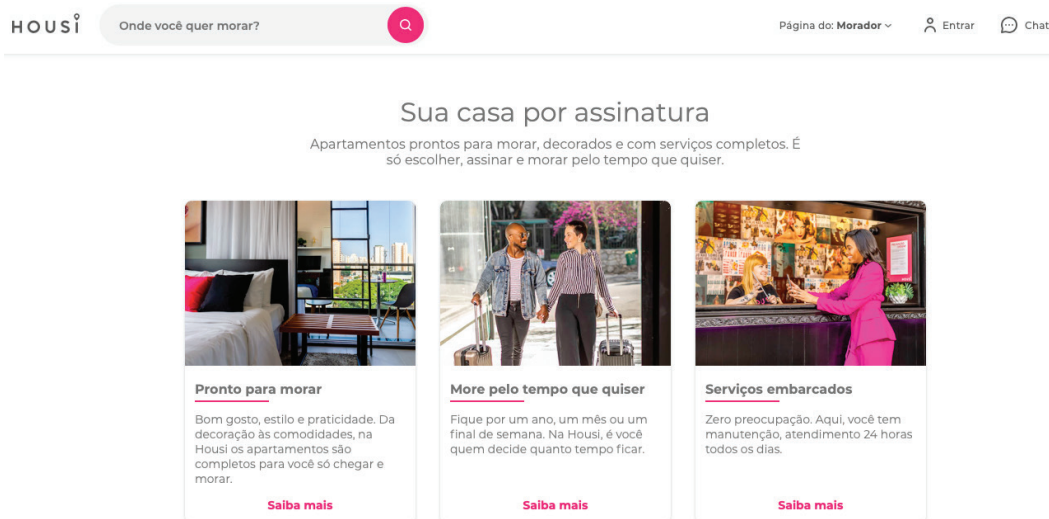 HOUSi
Onde você quer morar?
Página do: Morador
Entrar
Chat
Sua casa por assinatura
Apartamentos prontos para morar, decorados e com serviços completos. É
só escolher, assinar e morar pelo tempo que quiser.
Pronto para morar
Bom gosto, estilo e praticidade. Da
decoração às comodidades, na
Housi os apartamentos são
completos para você só chegar e
morar.
Saiba mais
More pelo tempo que quiser
Fique por um ano, um mês ou um
final de semana. Na Housi, é você
quem decide quanto tempo ficar.
Saiba mais
Serviços embarcados
Zero preocupação. Aqui, você tem
manutenção, atendimento 24 horas
todos os dias.
Saiba mais